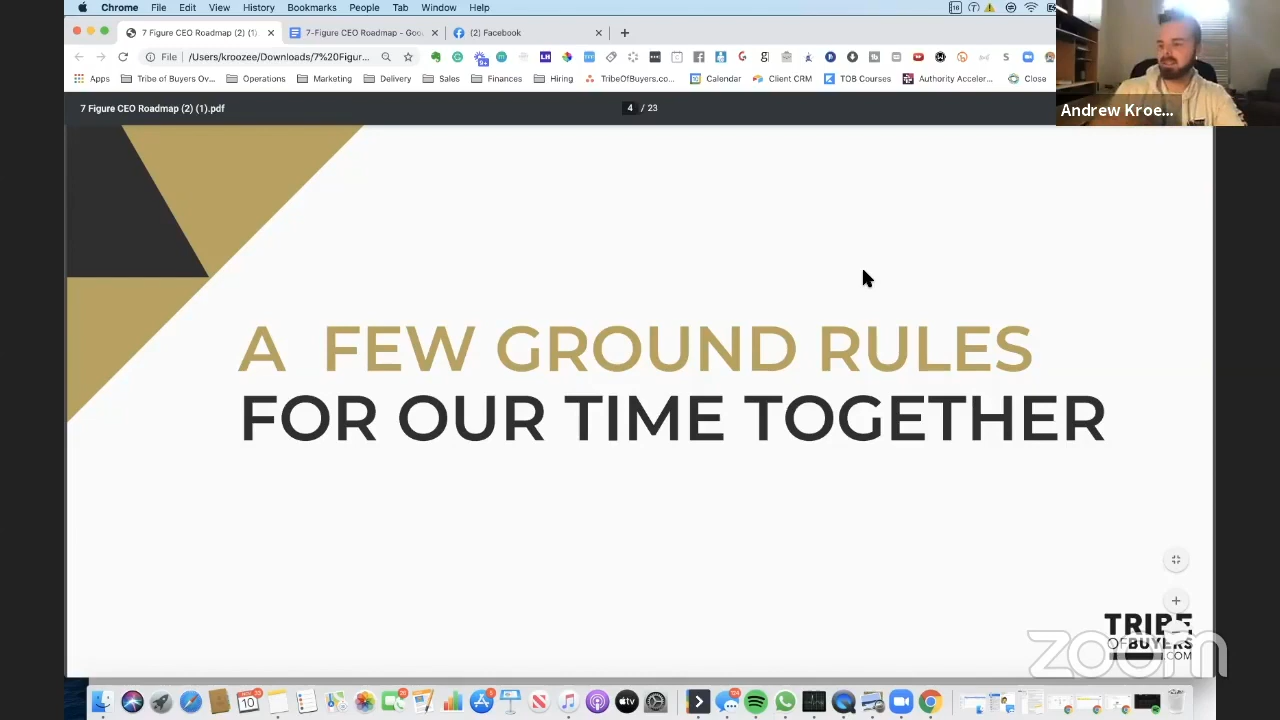 Chrome File Edit View History Bookmarks People Tab Window Help
7 Figure CEO Roadmap (2) (1) 7-Figure CEO Roadmap - Goo (2) Facebook
File /Users/kroozee/Downloads/7%20Figur...
Apps Tribe of Buyers Ov... Operations Marketing Delivery Sales Finances Hiring TribeOfBuyers.co... Calendar Client CRM TOB Courses Authority Acceler... Close
7 Figure CEO Roadmap (2) (1).pdf 4 / 23
Andrew Kroe...
A FEW GROUND RULES
FOR OUR TIME TOGETHER
TRIBE
OF BUYERS
.COM
zoom